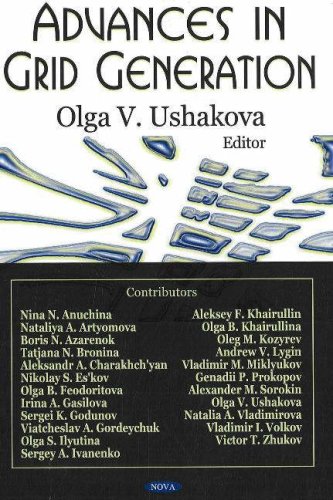 ADVANCES IN
GRID GENERATION
Olga V. Ushakova
Editor
Contributors
Nina N. Anuchina
Nataliya A. Artyomova
Boris N. Azarenok
Tatjana N. Bronina
Aleksandr A. Charakhch'yan
Nikolay S. Es'kov
Olga B. Feodoritova
Irina A. Gasilova
Sergei K. Godunov
Viatcheslav A. Gordeychuk
Olga S. Ilyutina
Sergey A. Ivanenko
Aleksey F. Khairullin
Olga B. Khairullina
Oleg M. Kozyrev
Andrew V. Lygin
Vladimir M. Miklyukov
Genadii P. Prokopov
Alexander M. Sorokin
Olga V. Ushakova
Natalia A. Vladimirova
Vladimir I. Volkov
Victor T. Zhukov
NOVA